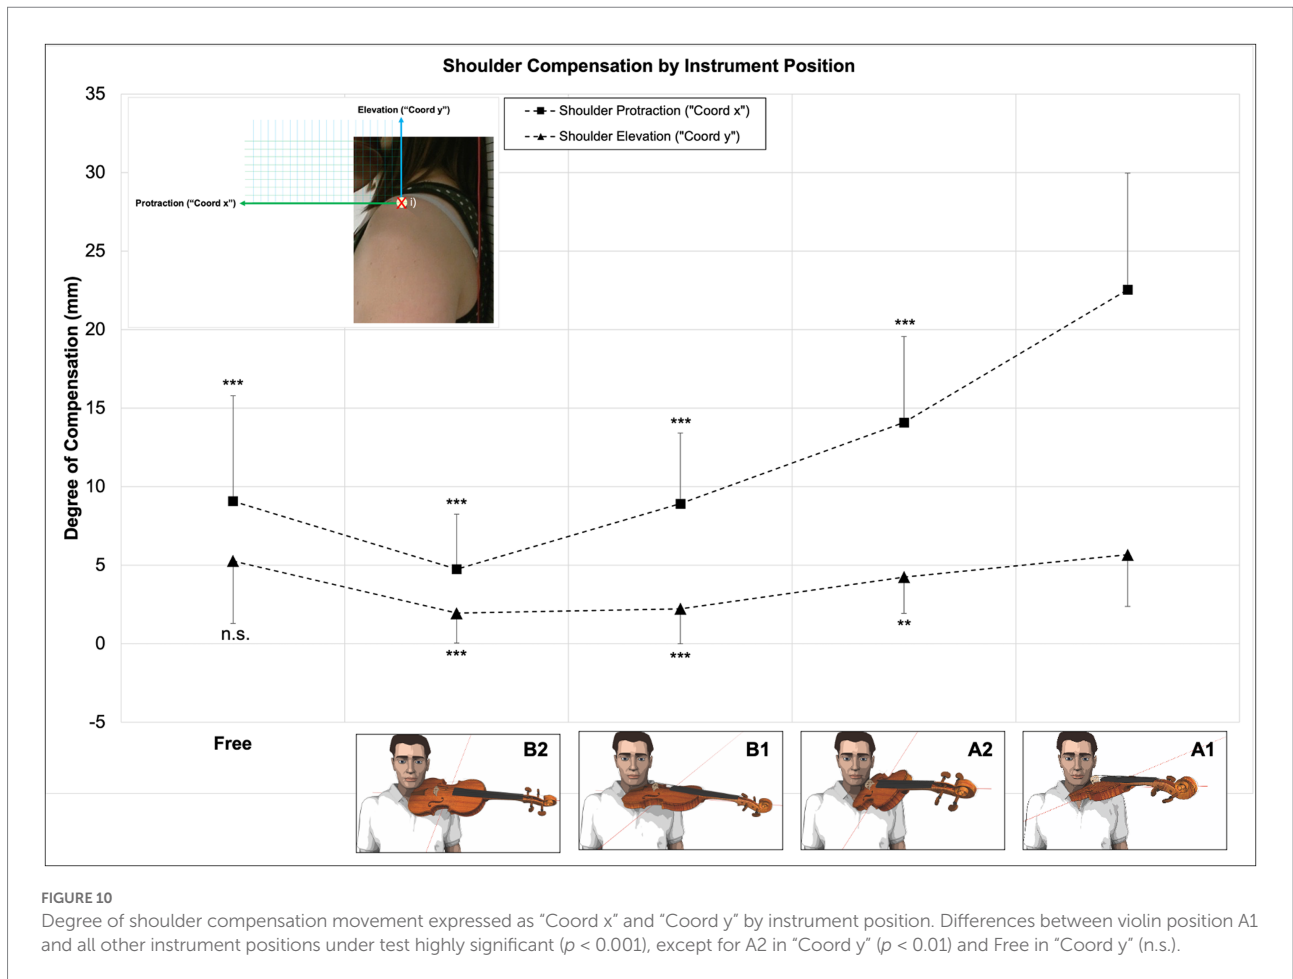 Shoulder Compensation by Instrument Position
35
30
25
20
15
10
5
0
-5
Degree of Compensation (mm)
Elevation ("Coord y")
Protraction ("Coord x")
i)
Shoulder Protraction ("Coord x")
Shoulder Elevation ("Coord y")
***
***
***
***
n.s.
***
***
**
Free
B2
B1
A2
A1
FIGURE 10
Degree of shoulder compensation movement expressed as “Coord x” and “Coord y” by instrument position. Differences between violin position A1
and all other instrument positions under test highly significant (p < 0.001), except for A2 in “Coord y” (p < 0.01) and Free in “Coord y” (n.s.).